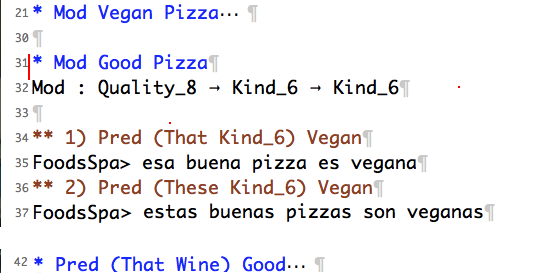 21 * Mod Vegan Pizza... ¶
30 ¶
31 * Mod Good Pizza¶
32 Mod : Quality_8 → Kind_6 → Kind_6¶
33 ¶
34 ** 1) Pred (That Kind_6) Vegan¶
35 FoodsSpa> esa buena pizza es vegana¶
36 ** 2) Pred (These Kind_6) Vegan¶
37 FoodsSpa> estas buenas pizzas son veganas¶
42 * Pred (That Wine) Good... ¶